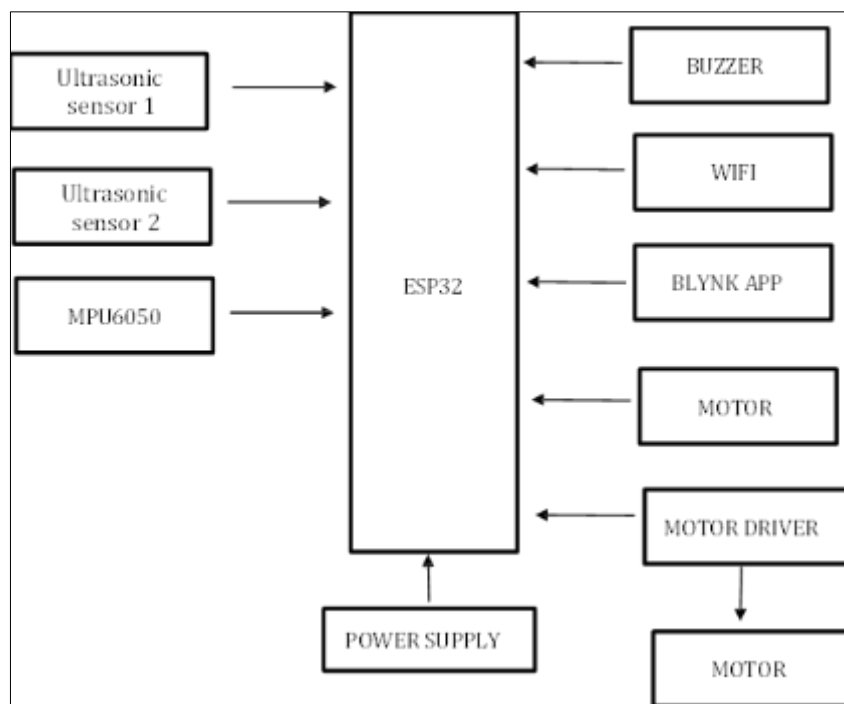 Ultrasonic
sensor 1
Ultrasonic
sensor 2
MPU6050
ESP32
BUZZER
WIFI
BLYNK APP
MOTOR
MOTOR DRIVER
MOTOR
POWER SUPPLY